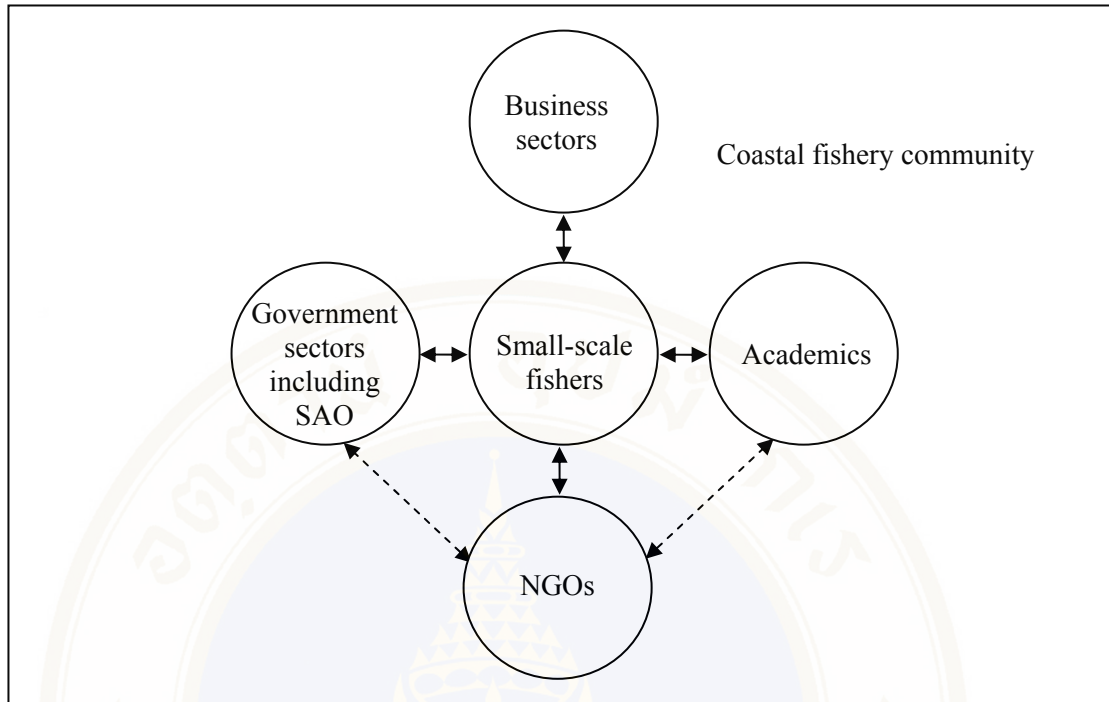 Business
sectors
Coastal fishery community
Government
sectors
including
SAO
Small-scale
fishers
Academics
NGOs